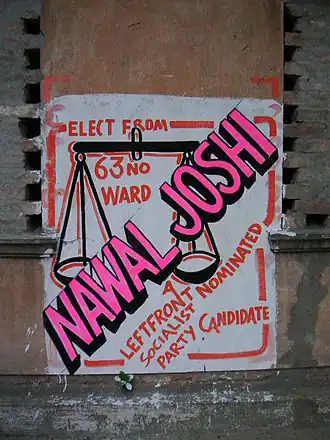 ELECT FROM
63 NO
WARD
NAWAL JOSHI
A
LEFTFRONT NOMINATED
SOCIALIST
PARTY CANDIDATE